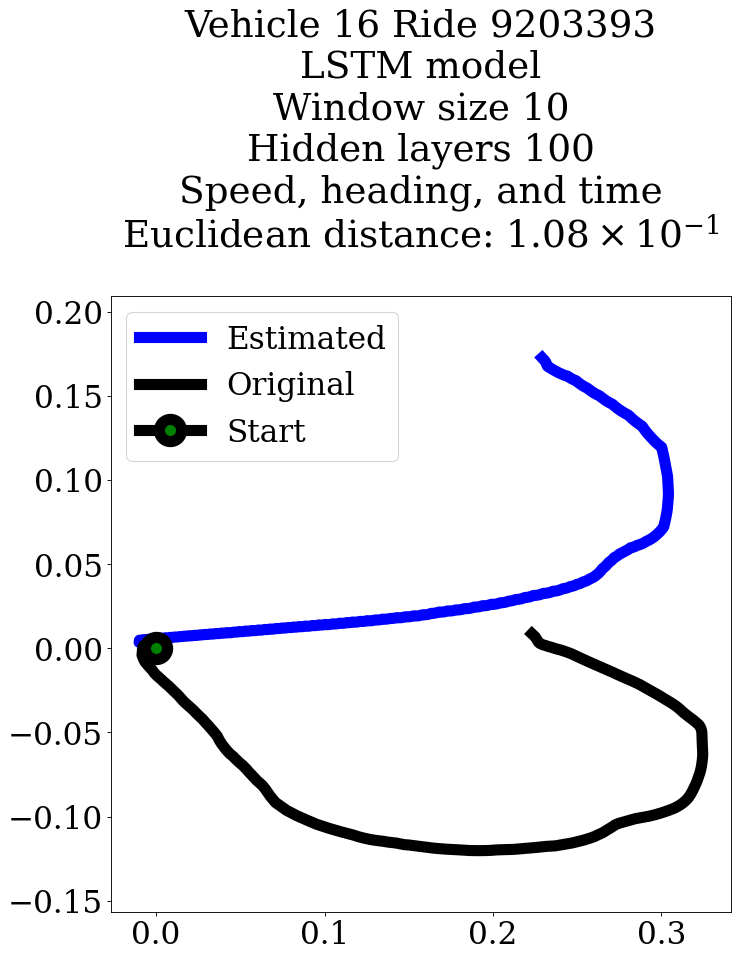 Vehicle 16 Ride 9203393
LSTM model
Window size 10
Hidden layers 100
Speed, heading, and time
Euclidean distance: 1.08 × 10⁻¹
Estimated
Original
Start
0.20
0.15
0.10
0.05
0.00
−0.05
−0.10
−0.15
0.0 0.1 0.2 0.3